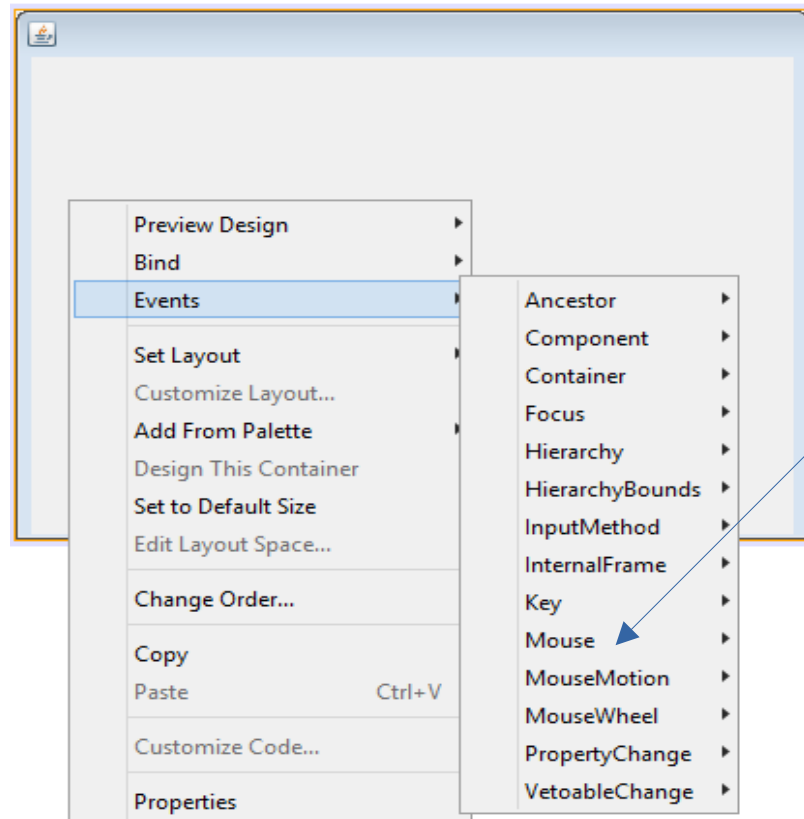 Preview Design
Bind
Events
Set Layout
Customize Layout...
Add From Palette
Design This Container
Set to Default Size
Edit Layout Space...
Change Order...
Copy
Paste Ctrl+V
Customize Code...
Properties
Ancestor
Component
Container
Focus
Hierarchy
HierarchyBounds
InputMethod
InternalFrame
Key
Mouse
MouseMotion
MouseWheel
PropertyChange
VetoableChange